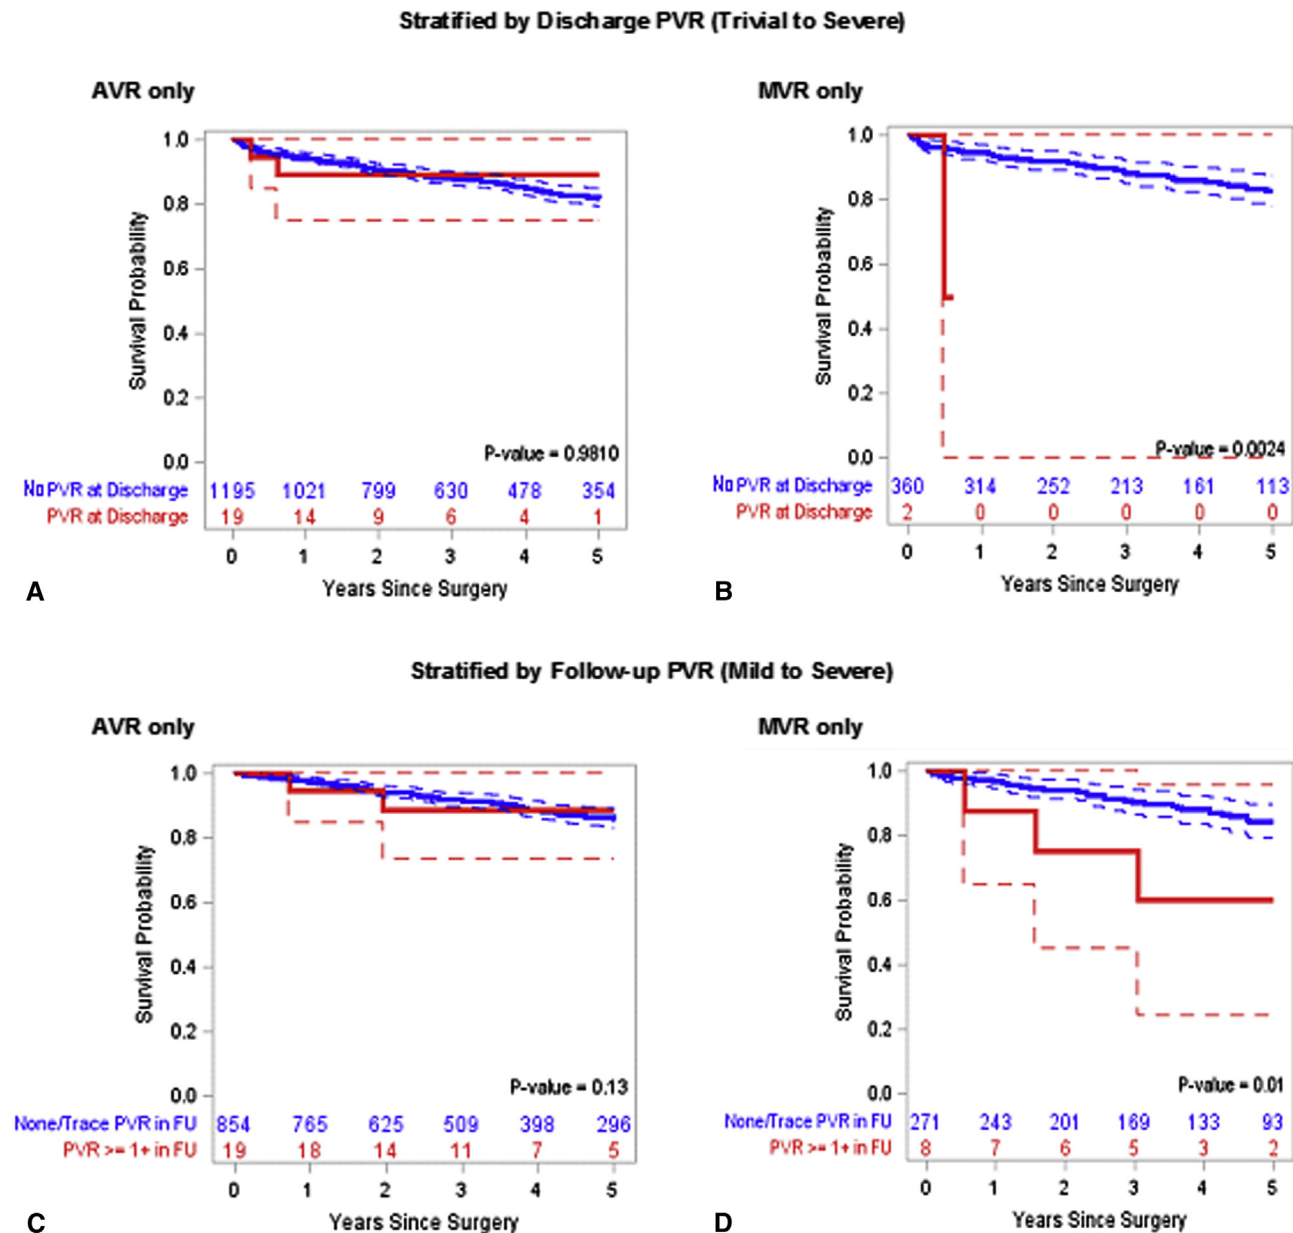 Stratified by Discharge PVR (Trivial to Severe)
AVR only
1.0
0.8
0.6
0.4
0.2
0.0
Survival Probability
P-value = 0.9810
No PVR at Discharge 1195 1021 799 630 478 354
PVR at Discharge 19 14 9 6 4 1
0 1 2 3 4 5
Years Since Surgery
A
MVR only
1.0
0.8
0.6
0.4
0.2
0.0
Survival Probability
P-value = 0.0024
No PVR at Discharge 360 314 252 213 161 113
PVR at Discharge 2 0 0 0 0 0
0 1 2 3 4 5
Years Since Surgery
B
Stratified by Follow-up PVR (Mild to Severe)
AVR only
1.0
0.8
0.6
0.4
0.2
0.0
Survival Probability
P-value = 0.13
None/Trace PVR in FU 854 765 625 509 398 296
PVR >= 1+ in FU 19 18 14 11 7 5
0 1 2 3 4 5
Years Since Surgery
C
MVR only
1.0
0.8
0.6
0.4
0.2
0.0
Survival Probability
P-value = 0.01
None/Trace PVR in FU 271 243 201 169 133 93
PVR >= 1+ in FU 8 7 6 5 3 2
0 1 2 3 4 5
Years Since Surgery
D